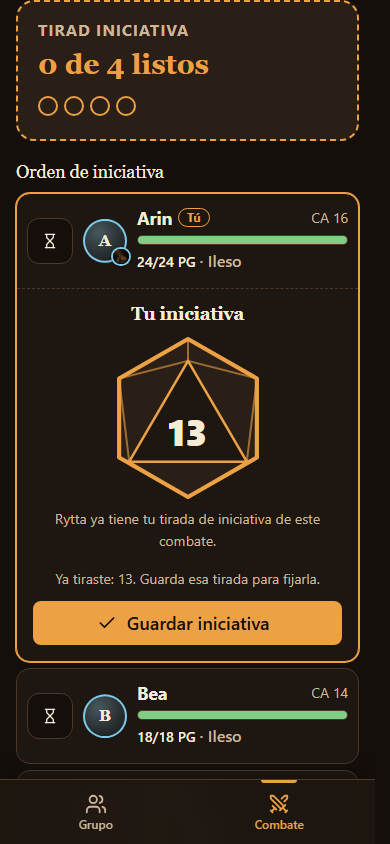 TIRAD INICIATIVA
0 de 4 listos
Orden de iniciativa
A
Arin Tú CA 16
24/24 PG · Ileso
Tu iniciativa
13
Rytta ya tiene tu tirada de iniciativa de este
combate.
Ya tiraste: 13. Guarda esa tirada para fijarla.
Guardar iniciativa
B
Bea CA 14
18/18 PG · Ileso
Grupo Combate